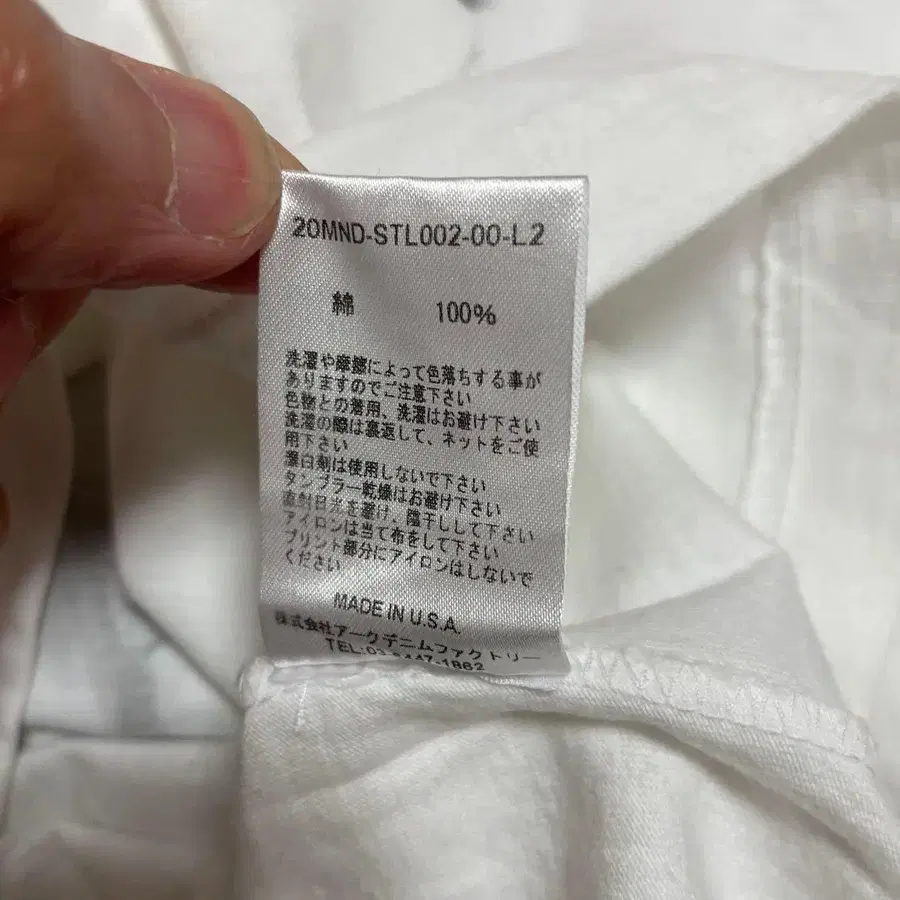 20MND-STL002-00-L2
綿 100%
洗濯や摩擦によって色落ちする事が
ありますのでご注意下さい
色物との着用、洗濯はお避け下さい
洗濯の際は裏返して、ネットをご使
用下さい
漂白剤は使用しないで下さい
タンブラー乾燥はお避け下さい
直射日光を避け、陰干しして下さい
アイロンは当て布をして下さい
プリント部分にアイロンはしないで
ください
MADE IN U.S.A.
株式会社アークデニムファクトリー
TEL:03